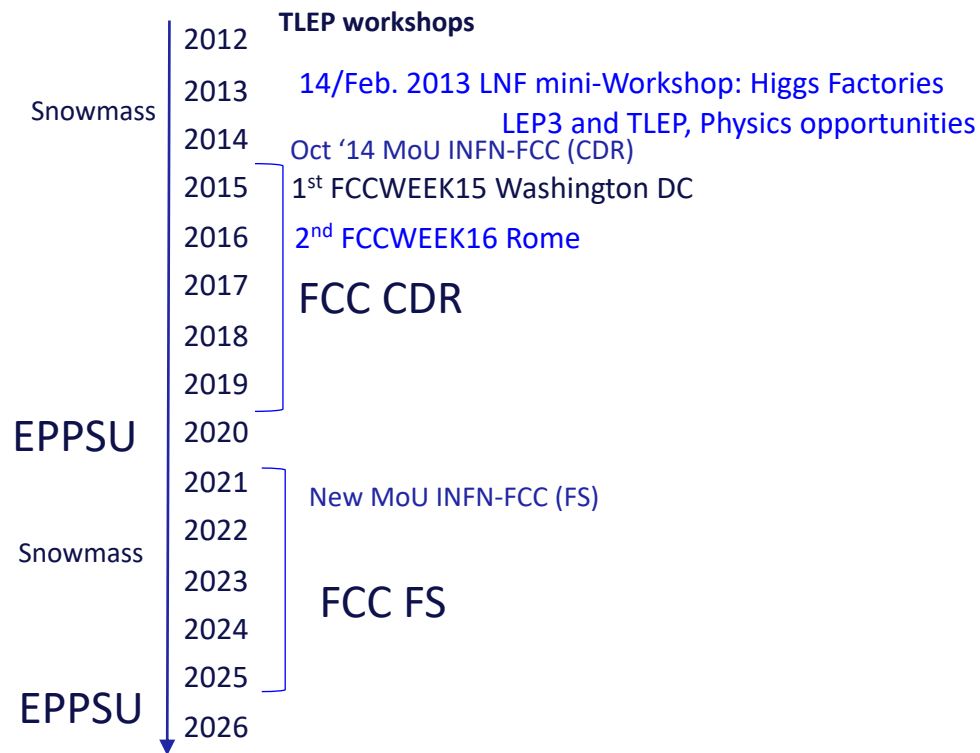 TLEP workshops
2012
2013
14/Feb. 2013 LNF mini-Workshop: Higgs Factories
Snowmass
LEP3 and TLEP, Physics opportunities
2014
Oct ‘14 MoU INFN-FCC (CDR)
2015
1st FCCWEEK15 Washington DC
2016
2nd FCCWEEK16 Rome
2017
FCC CDR
2018
2019
EPPSU
2020
2021
New MoU INFN-FCC (FS)
2022
Snowmass
2023
FCC FS
2024
2025
EPPSU
2026